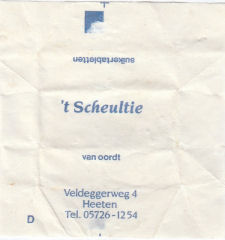 suikertabletten
't Scheultie
van oordt
Veldeggerweg 4
Heeten
Tel. 05726-1254
D